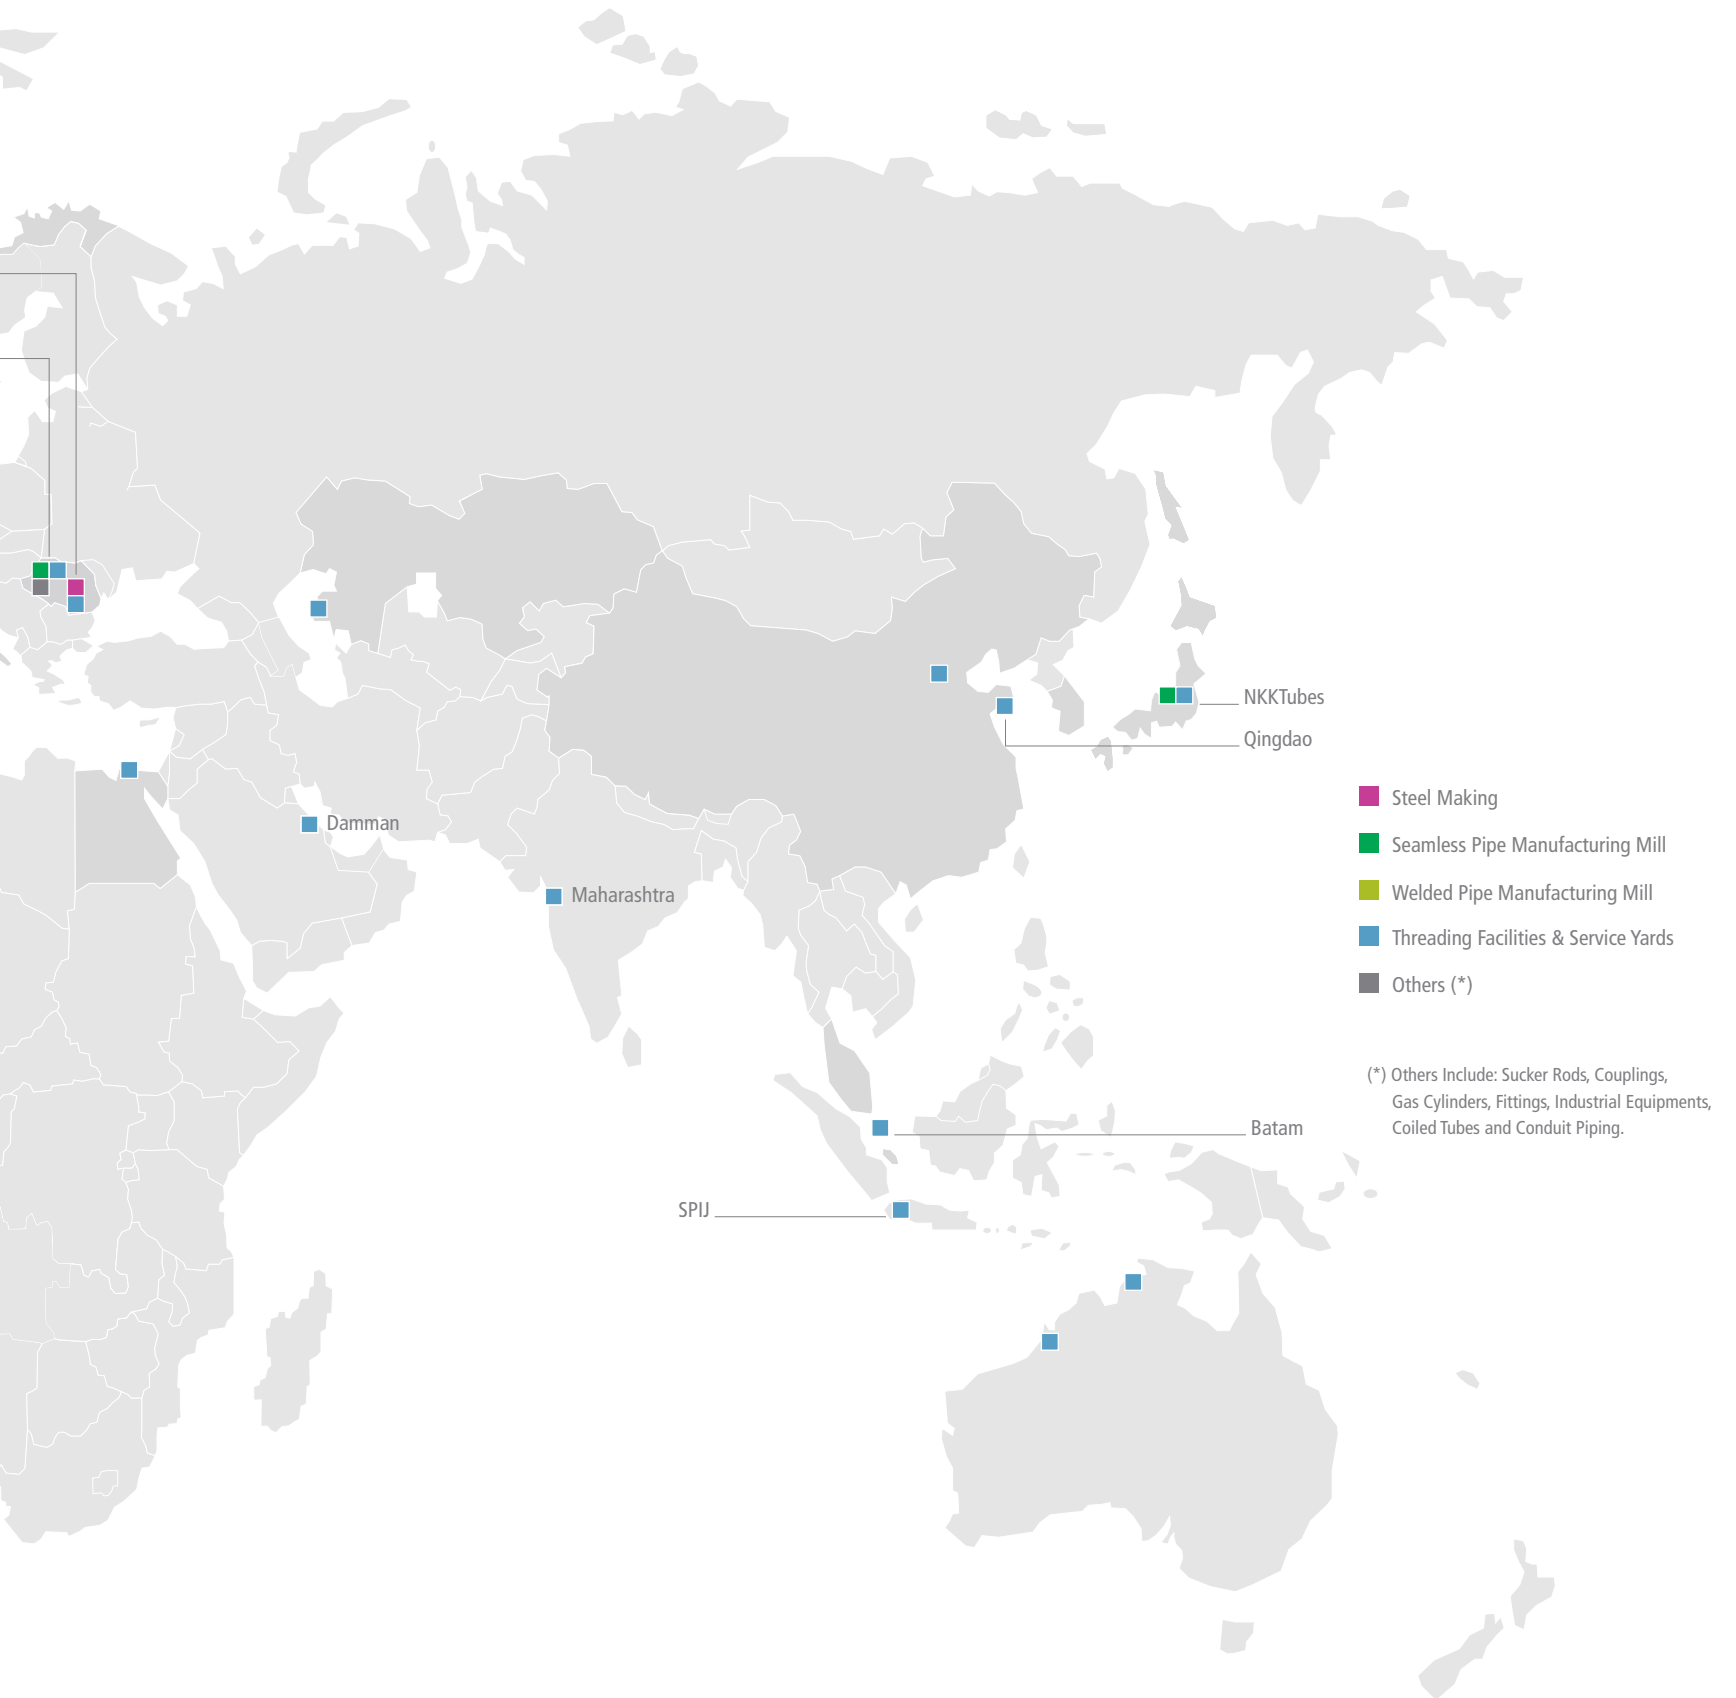 NKKTubes
Qingdao
Damman
Maharashtra
Batam
SPIJ
Steel Making
Seamless Pipe Manufacturing Mill
Welded Pipe Manufacturing Mill
Threading Facilities & Service Yards
Others (*)
(*) Others Include: Sucker Rods, Couplings,
Gas Cylinders, Fittings, Industrial Equipments,
Coiled Tubes and Conduit Piping.